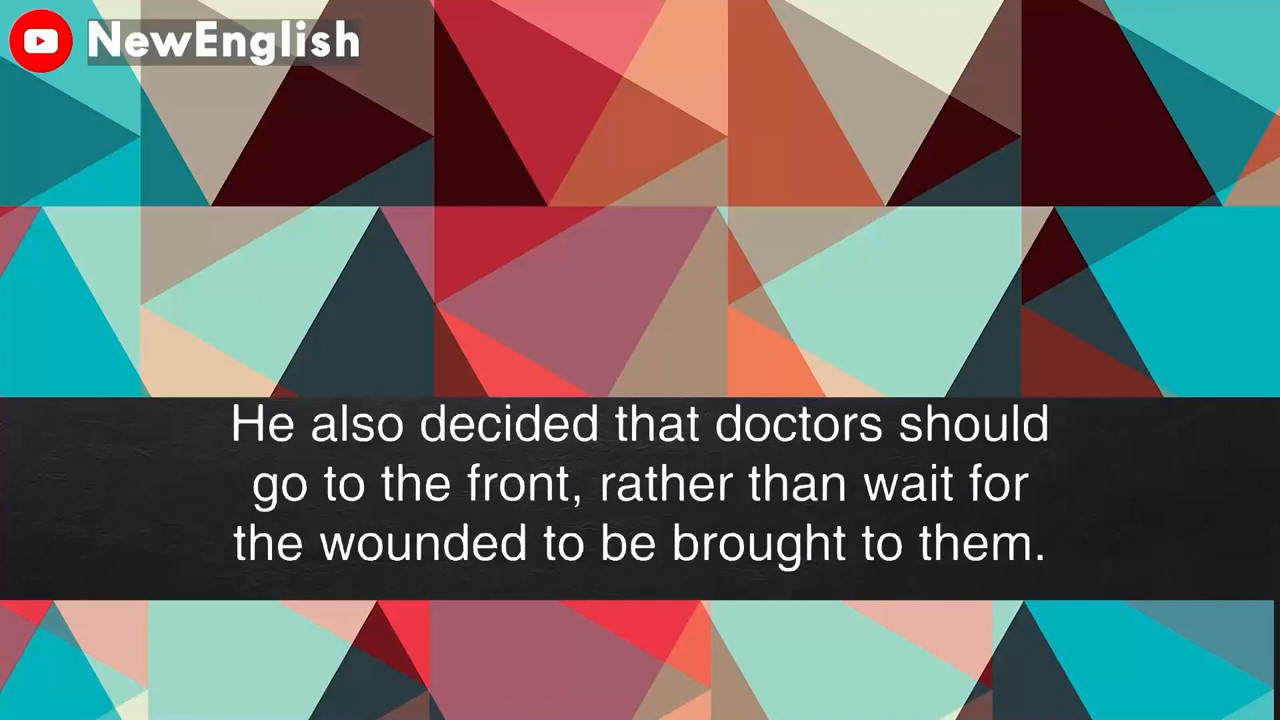 NewEnglish
He also decided that doctors should
go to the front, rather than wait for
the wounded to be brought to them.